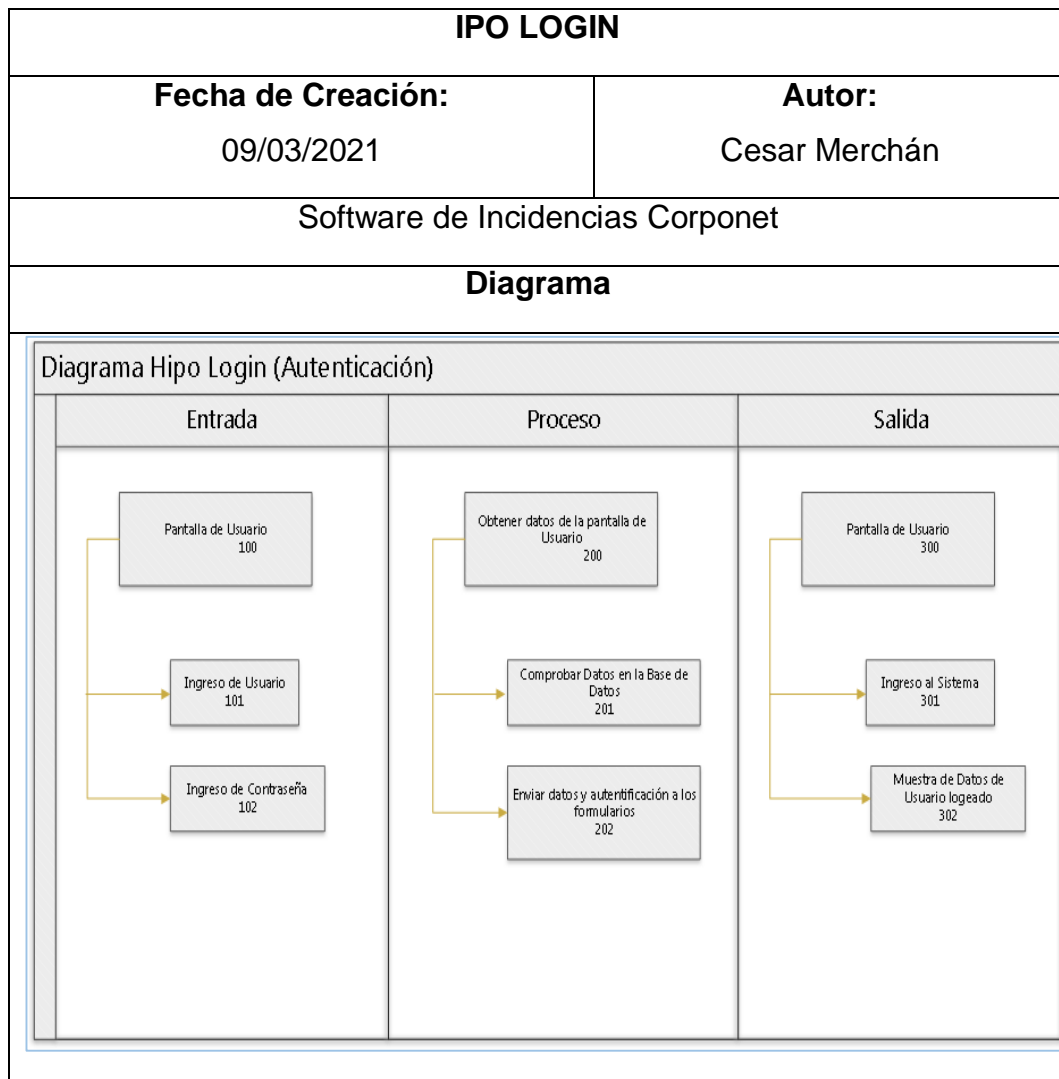 IPO LOGIN
Fecha de Creación:
09/03/2021
Autor:
Cesar Merchán
Software de Incidencias Corponet
Diagrama
Diagrama Hipo Login (Autenticación)
Entrada
Proceso
Salida
Pantalla de Usuario
100
Ingreso de Usuario
101
Ingreso de Contraseña
102
Obtener datos de la pantalla de
Usuario
200
Comprobar Datos en la Base de
Datos
201
Enviar datos y autentificación a los
formularios
202
Pantalla de Usuario
300
Ingreso al Sistema
301
Muestra de Datos de
Usuario logeado
302